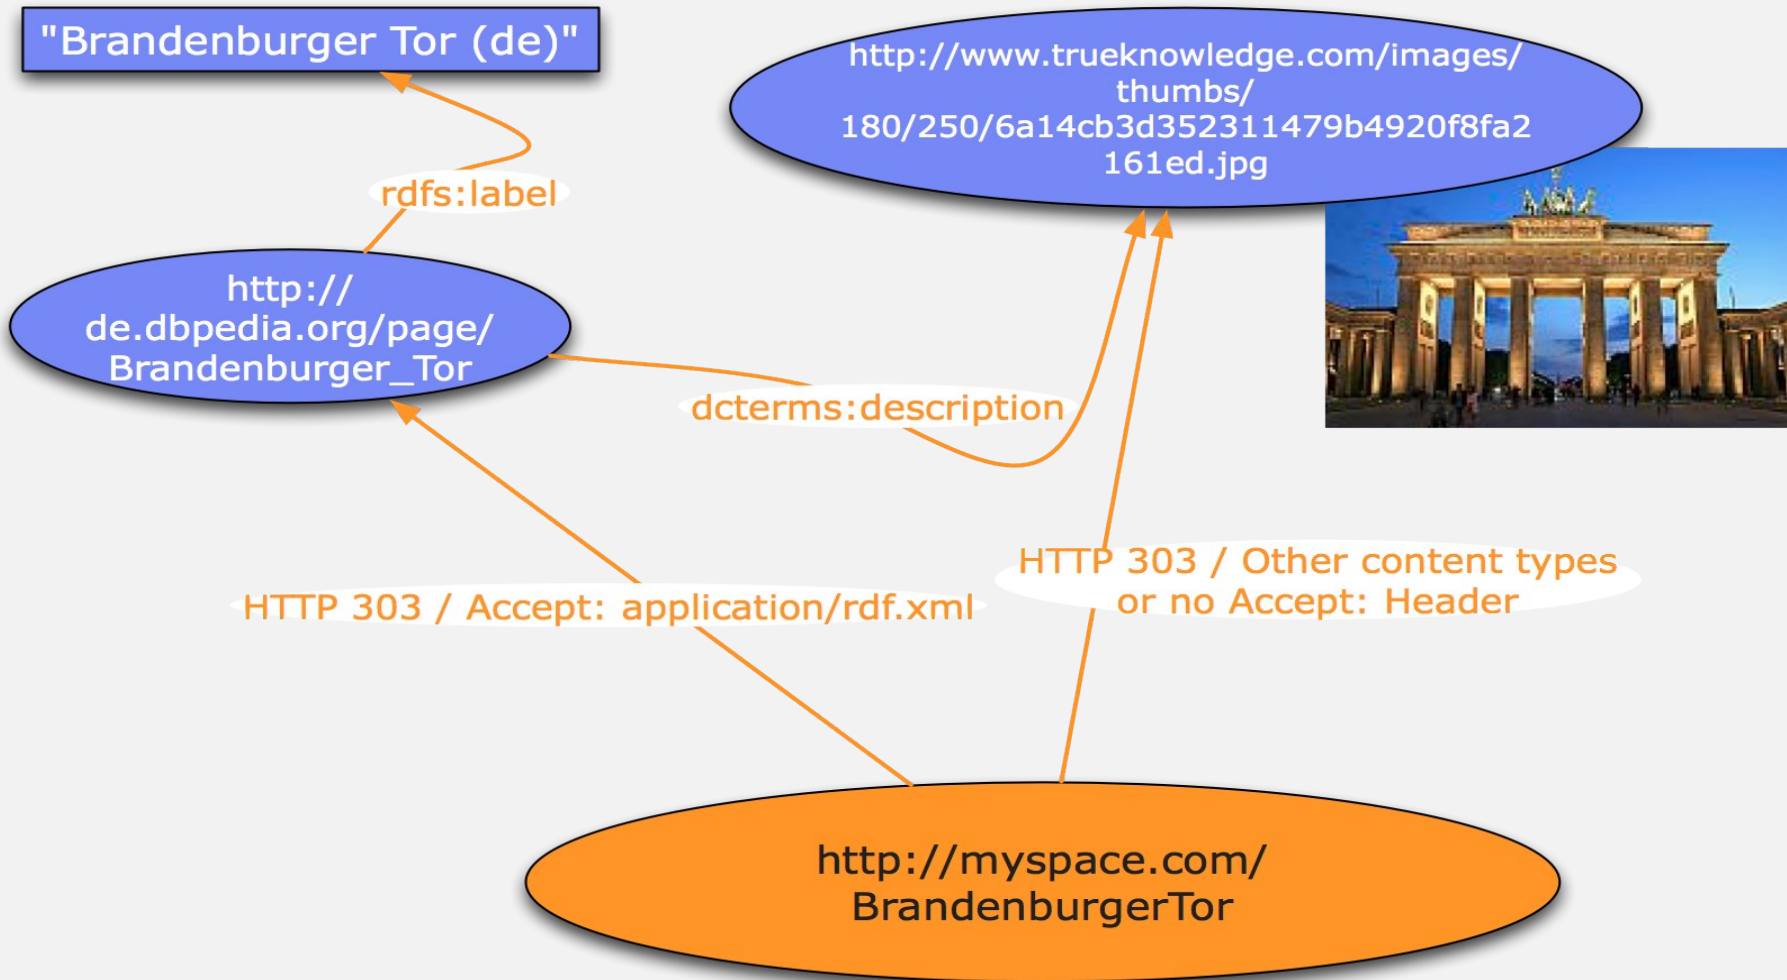 "Brandenburger Tor (de)"
http://www.trueknowledge.com/images/
thumbs/
180/250/6a14cb3d352311479b4920f8fa2
161ed.jpg
rdfs:label
http://
de.dbpedia.org/page/
Brandenburger_Tor
dcterms:description
HTTP 303 / Other content types
or no Accept: Header
HTTP 303 / Accept: application/rdf.xml
http://myspace.com/
BrandenburgerTor